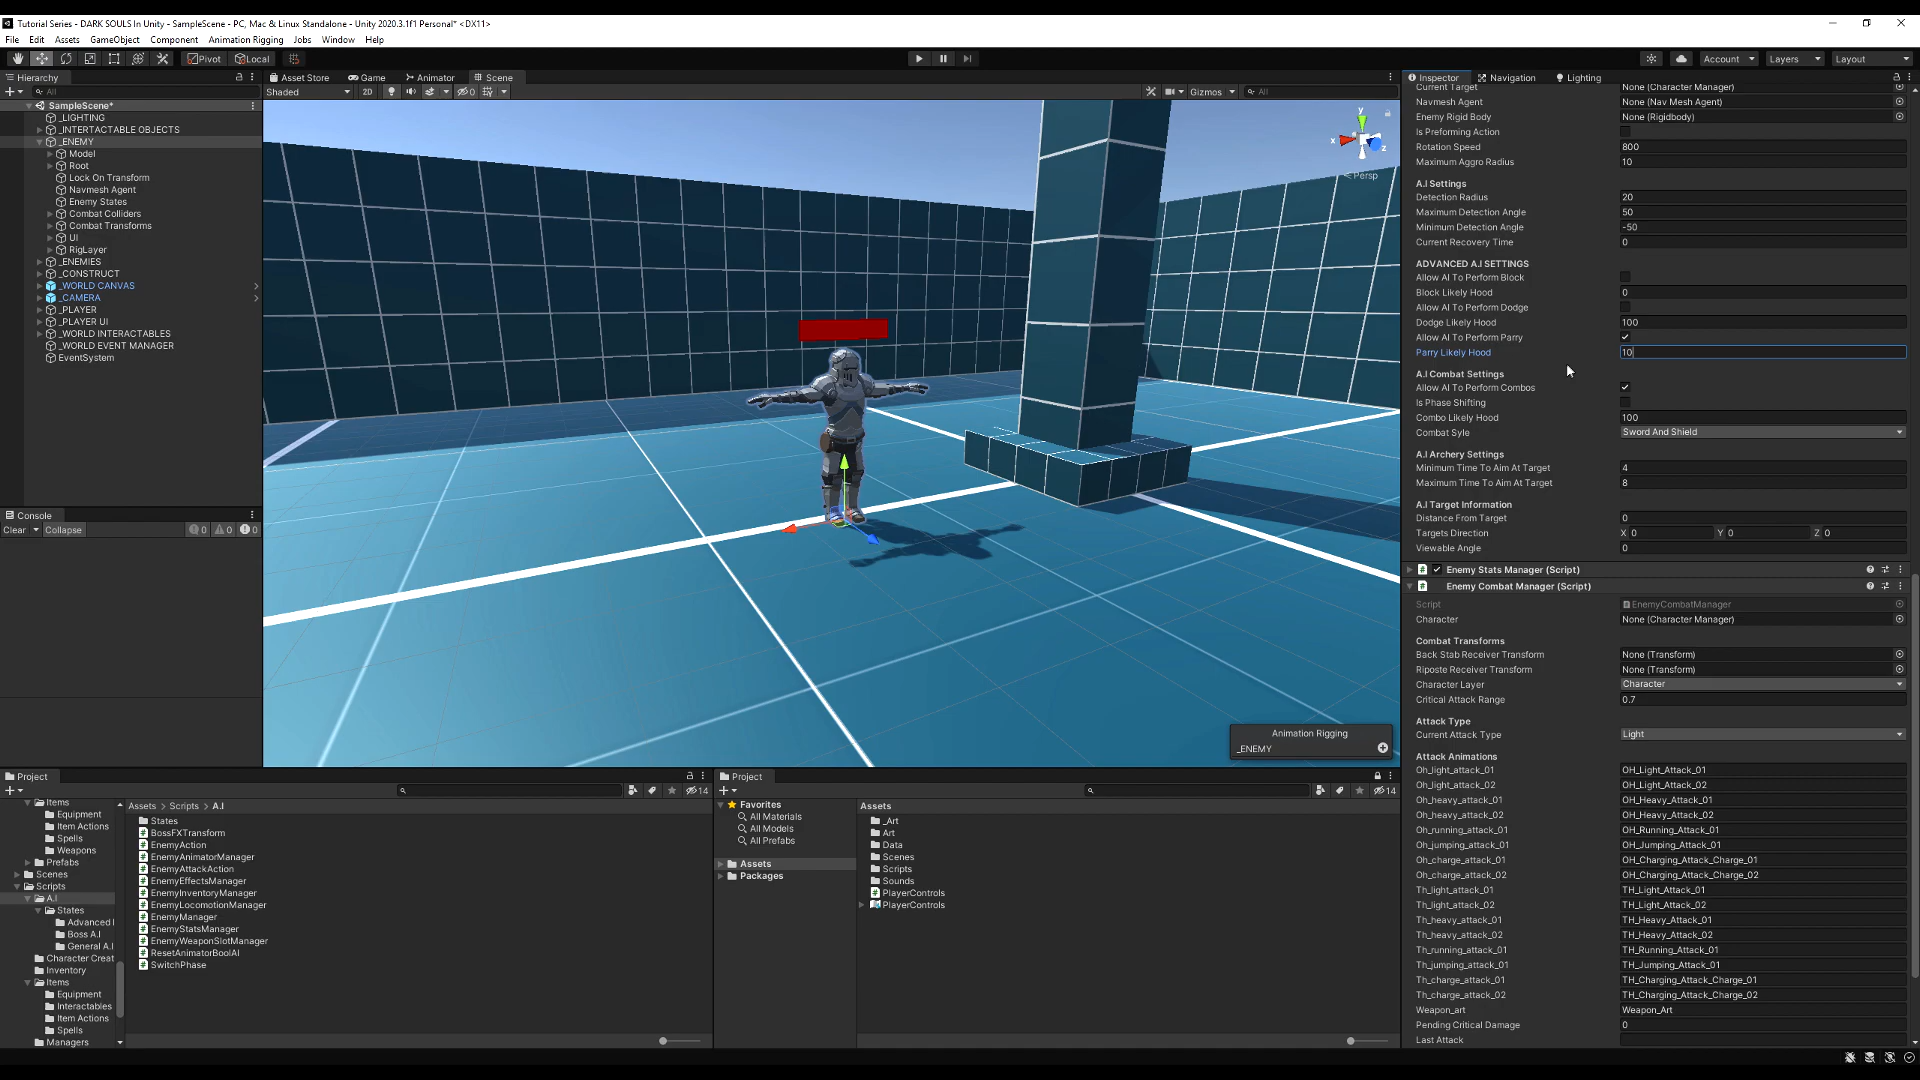 Tutorial Series - DARK SOULS In Unity - SampleScene - PC, Mac & Linux Standalone - Unity 2020.3.1f1 Personal* <DX11>
File Edit Assets GameObject Component Animation Rigging Jobs Window Help
Pivot Local Account Layers Layout
Hierarchy
All
SampleScene*
_LIGHTING
_INTERTACTABLE OBJECTS
_ENEMY
Model
Root
Lock On Transform
Navmesh Agent
Enemy States
Combat Colliders
Combat Transforms
UI
RigLayer
_ENEMIES
_CONSTRUCT
_WORLD CANVAS
_CAMERA
_PLAYER
_PLAYER UI
_WORLD INTERACTABLES
_WORLD EVENT MANAGER
EventSystem
Console
Clear Collapse 0 0 0
Asset Store Game Animator Scene
Shaded 2D 0 Gizmos All
y
x z
Persp
Animation Rigging
_ENEMY
Project
Items
Equipment
Item Actions
Spells
Weapons
Prefabs
Scenes
Scripts
A.I
States
Advanced I
Boss A.I
General A.I
Character Creat
Inventory
Items
Equipment
Interactables
Item Actions
Spells
Managers
14
Assets > Scripts > A.I
States
BossFXTransform
EnemyAction
EnemyAnimatorManager
EnemyAttackAction
EnemyEffectsManager
EnemyInventoryManager
EnemyLocomotionManager
EnemyManager
EnemyStatsManager
EnemyWeaponSlotManager
ResetAnimatorBoolAI
SwitchPhase
Project
14
Favorites
All Materials
All Models
All Prefabs
Assets
Packages
Assets
_Art
Art
Data
Scenes
Scripts
Sounds
PlayerControls
PlayerControls
Inspector Navigation Lighting
Current Target None (Character Manager)
Navmesh Agent None (Nav Mesh Agent)
Enemy Rigid Body None (Rigidbody)
Is Preforming Action
Rotation Speed 800
Maximum Aggro Radius 10
A.I Settings
Detection Radius 20
Maximum Detection Angle 50
Minimum Detection Angle -50
Current Recovery Time 0
ADVANCED A.I SETTINGS
Allow AI To Perform Block
Block Likely Hood 0
Allow AI To Perform Dodge
Dodge Likely Hood 100
Allow AI To Perform Parry
Parry Likely Hood 10
A.I Combat Settings
Allow AI To Perform Combos
Is Phase Shifting
Combo Likely Hood 100
Combat Syle Sword And Shield
A.I Archery Settings
Minimum Time To Aim At Target 4
Maximum Time To Aim At Target 8
A.I Target Information
Distance From Target 0
Targets Direction X 0 Y 0 Z 0
Viewable Angle 0
Enemy Stats Manager (Script)
Enemy Combat Manager (Script)
Script EnemyCombatManager
Character None (Character Manager)
Combat Transforms
Back Stab Receiver Transform None (Transform)
Riposte Receiver Transform None (Transform)
Character Layer Character
Critical Attack Range 0.7
Attack Type
Current Attack Type Light
Attack Animations
Oh_light_attack_01 OH_Light_Attack_01
Oh_light_attack_02 OH_Light_Attack_02
Oh_heavy_attack_01 OH_Heavy_Attack_01
Oh_heavy_attack_02 OH_Heavy_Attack_02
Oh_running_attack_01 OH_Running_Attack_01
Oh_jumping_attack_01 OH_Jumping_Attack_01
Oh_charge_attack_01 OH_Charging_Attack_Charge_01
Oh_charge_attack_02 OH_Charging_Attack_Charge_02
Th_light_attack_01 TH_Light_Attack_01
Th_light_attack_02 TH_Light_Attack_02
Th_heavy_attack_01 TH_Heavy_Attack_01
Th_heavy_attack_02 TH_Heavy_Attack_02
Th_running_attack_01 TH_Running_Attack_01
Th_jumping_attack_01 TH_Jumping_Attack_01
Th_charge_attack_01 TH_Charging_Attack_Charge_01
Th_charge_attack_02 TH_Charging_Attack_Charge_02
Weapon_art Weapon_Art
Pending Critical Damage 0
Last Attack